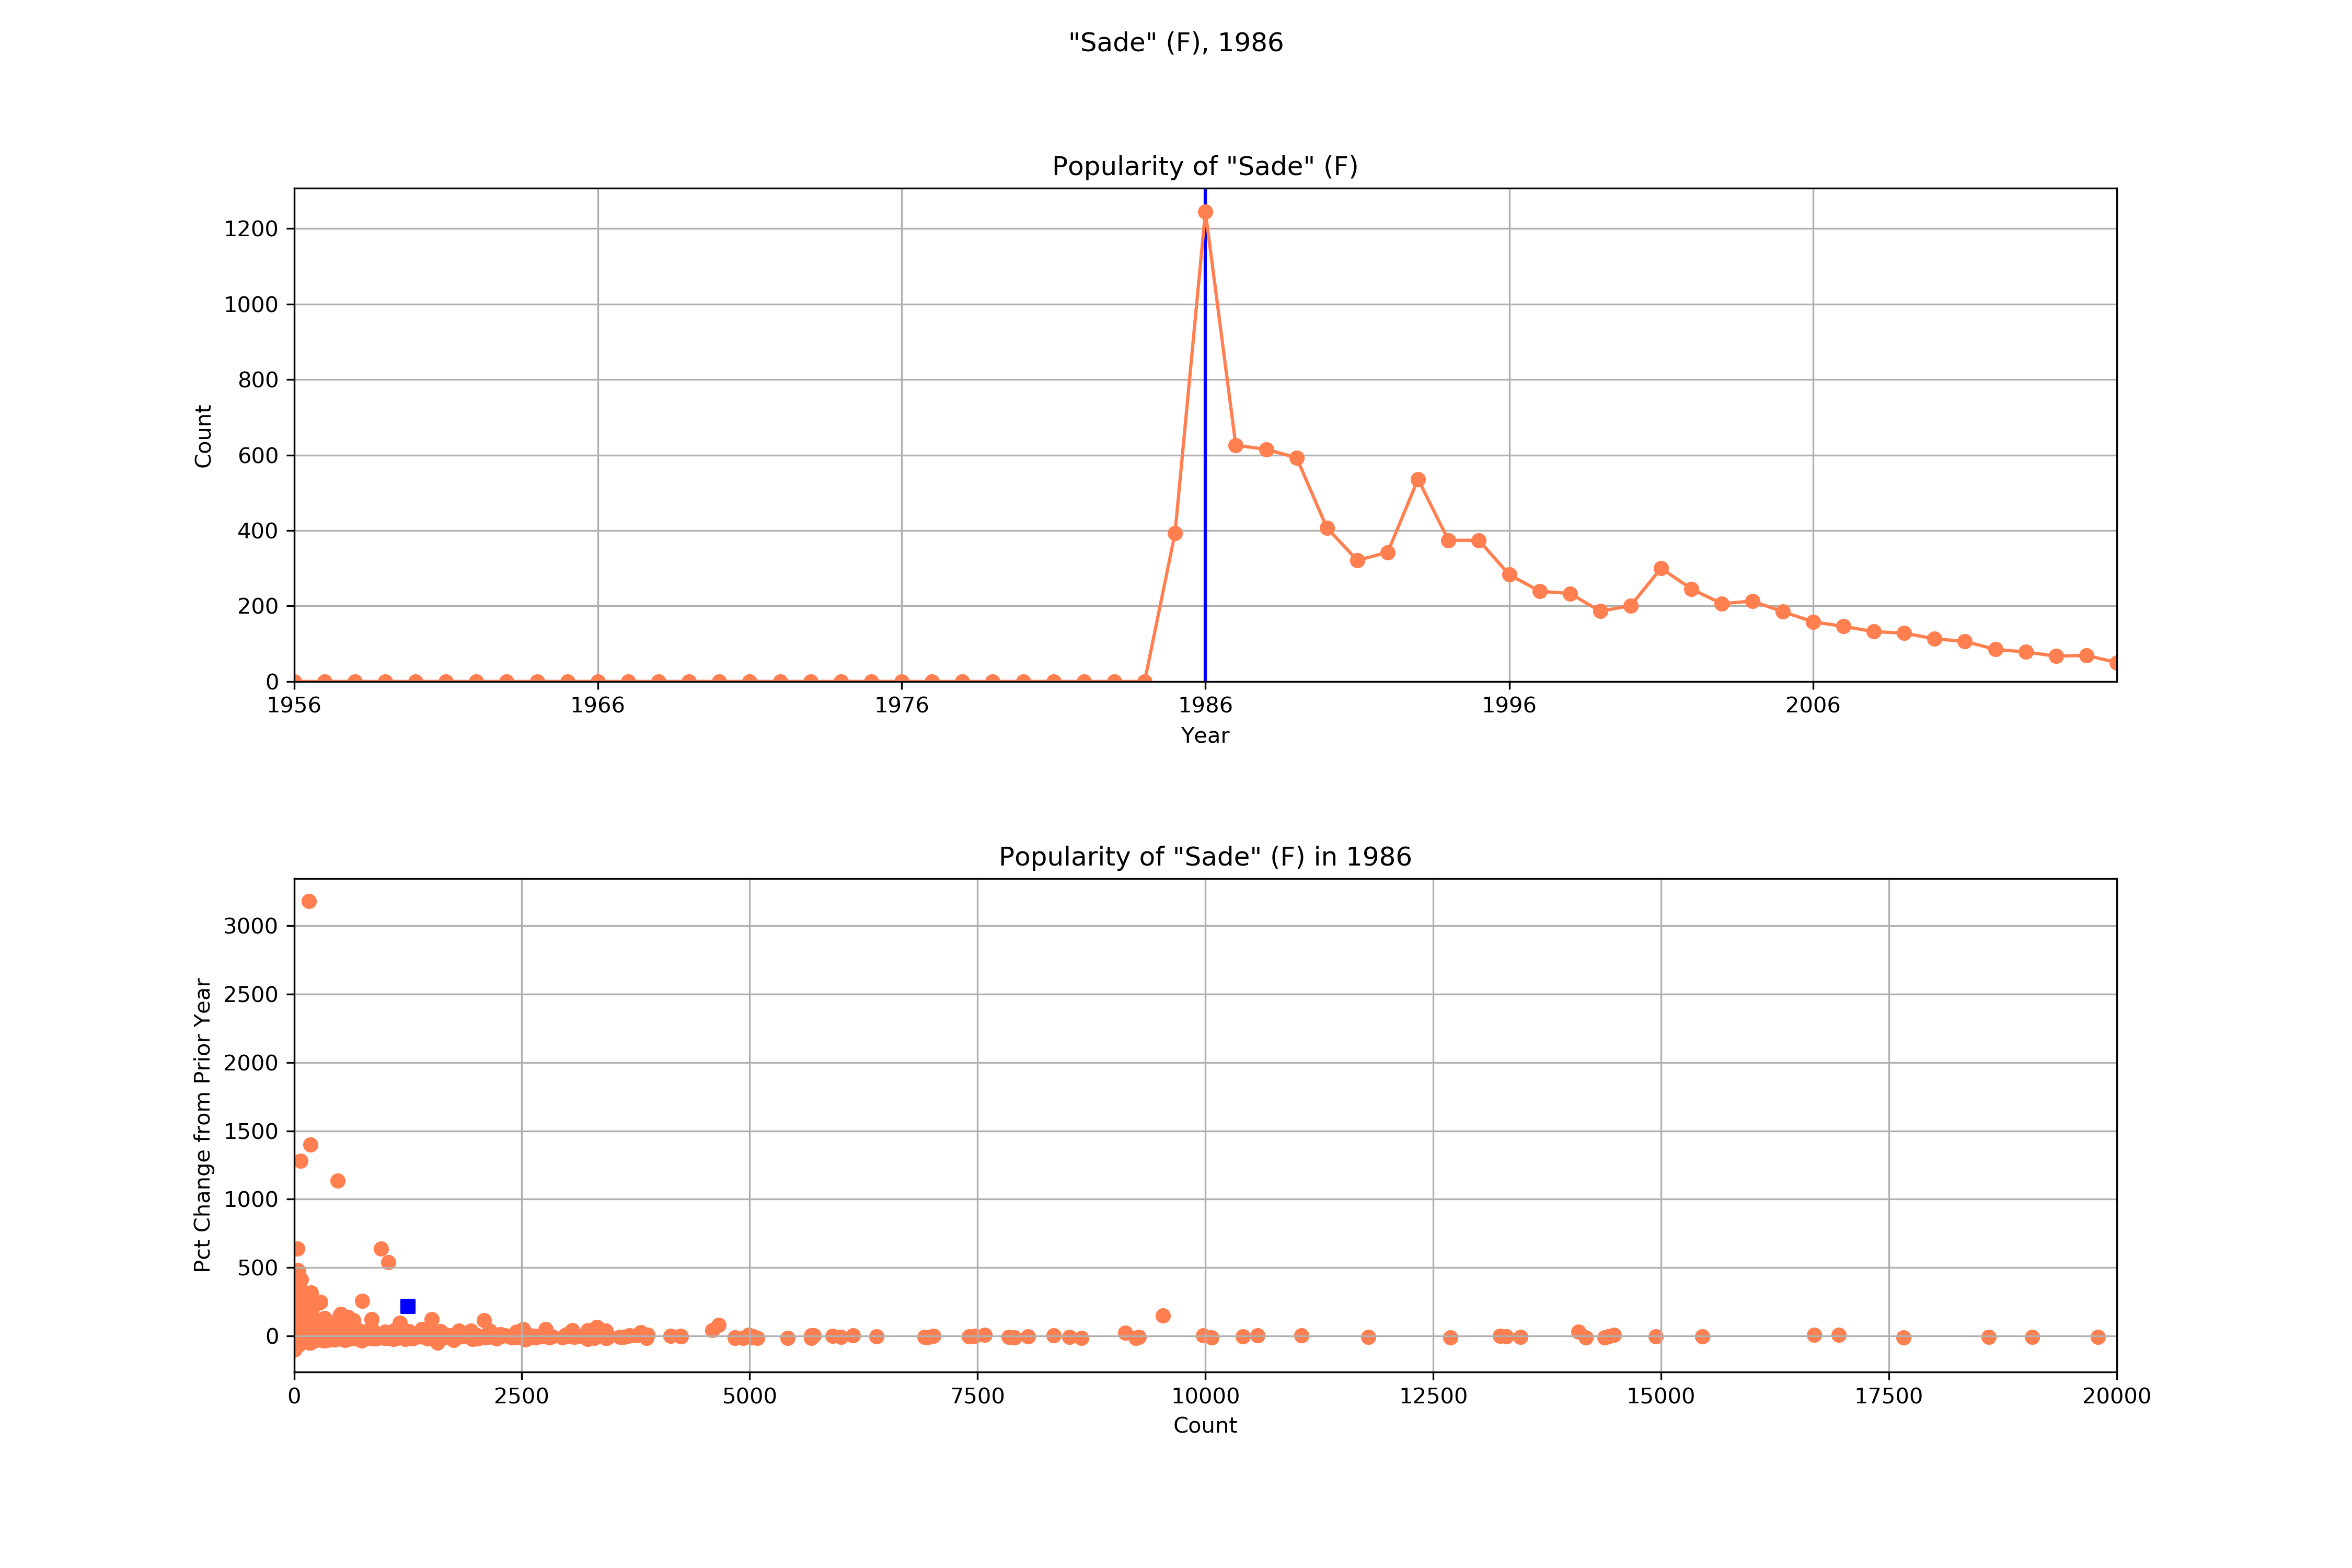 "Sade" (F), 1986
Popularity of "Sade" (F)
1200
1000
800
600
400
200
0
Count
1956 1966 1976 1986 1996 2006
Year
Popularity of "Sade" (F) in 1986
3000
2500
2000
1500
1000
500
0
Pct Change from Prior Year
0 2500 5000 7500 10000 12500 15000 17500 20000
Count